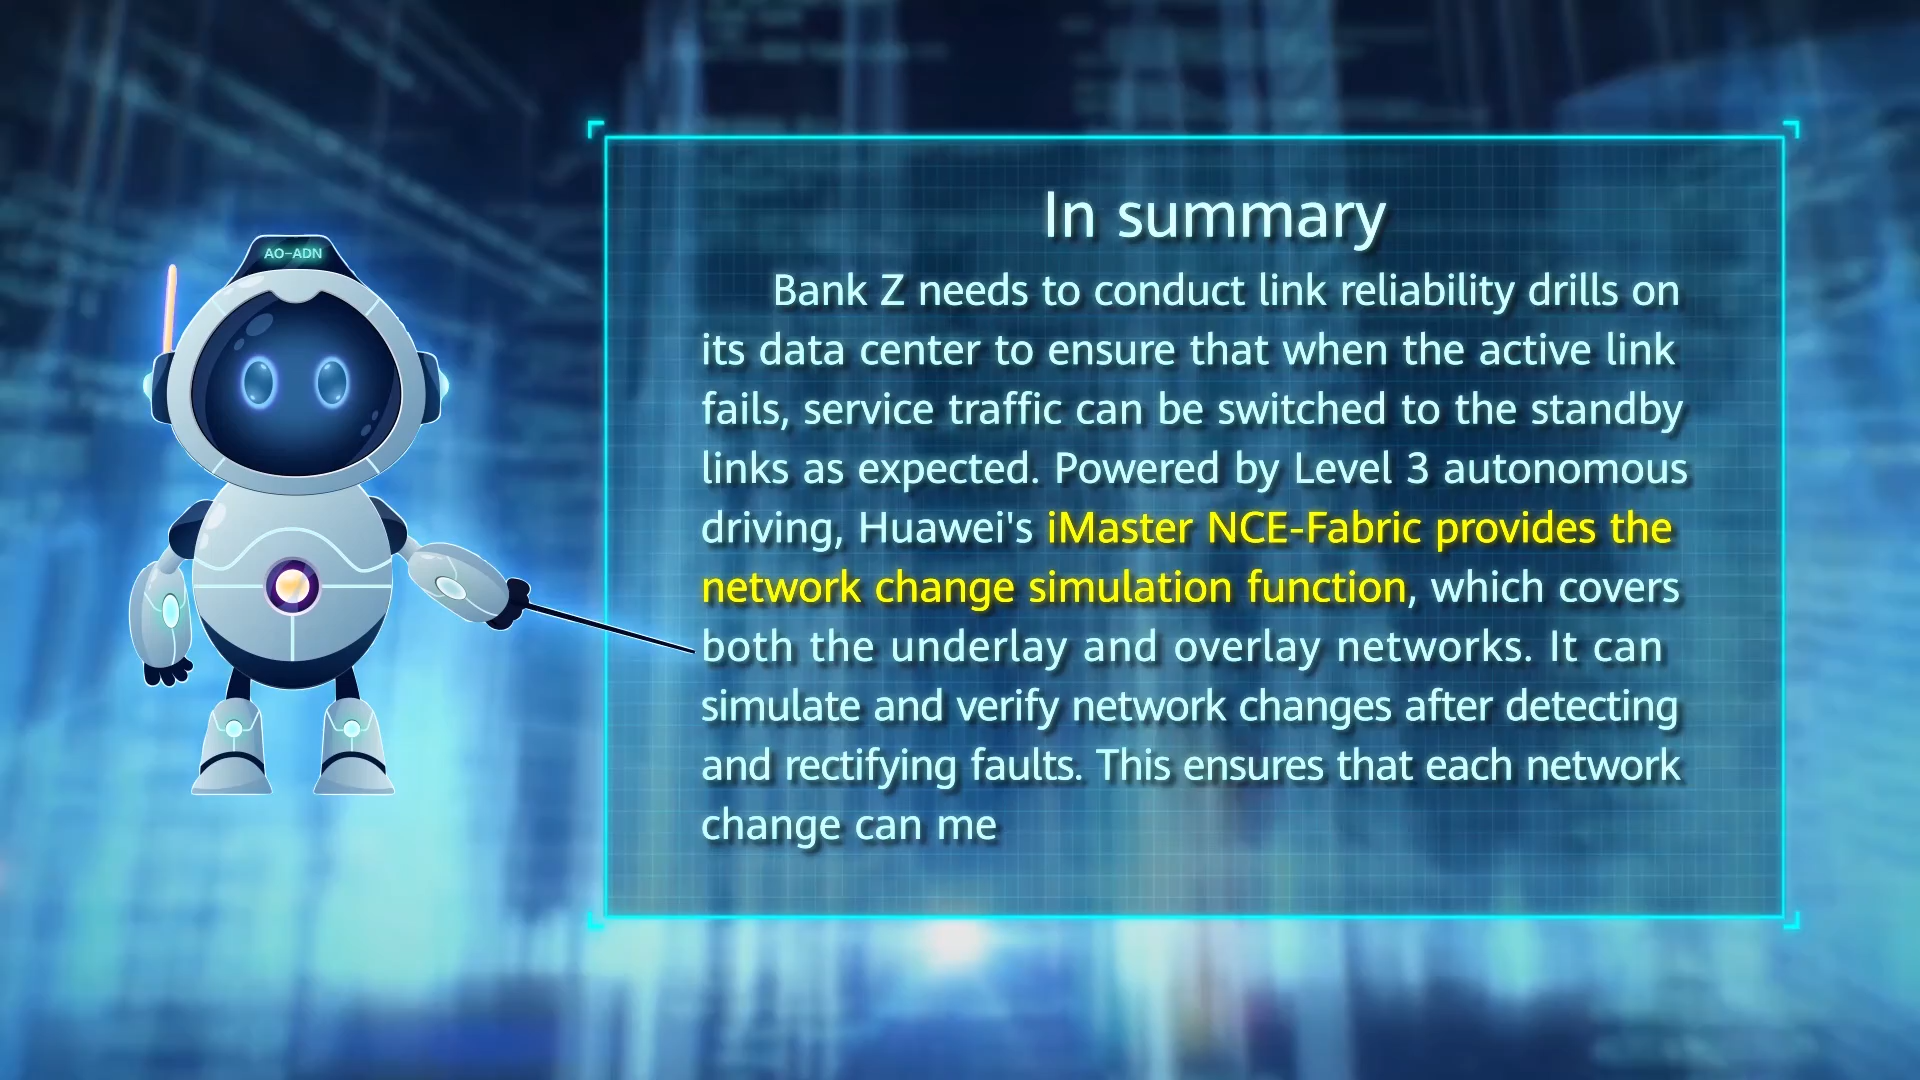 AO-ADN
In summary
Bank Z needs to conduct link reliability drills on
its data center to ensure that when the active link
fails, service traffic can be switched to the standby
links as expected. Powered by Level 3 autonomous
driving, Huawei's iMaster NCE-Fabric provides the
network change simulation function, which covers
both the underlay and overlay networks. It can
simulate and verify network changes after detecting
and rectifying faults. This ensures that each network
change can me